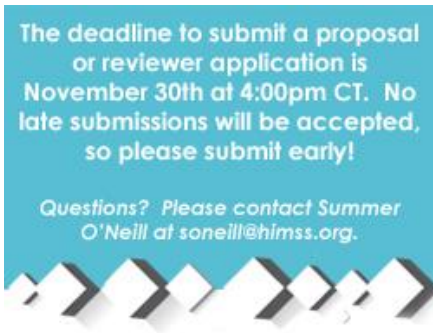 The deadline to submit a proposal
or reviewer application is
November 30th at 4:00pm CT.  No
late submissions will be accepted,
so please submit early!
Questions?  Please contact Summer
O'Neill at soneill@himss.org.